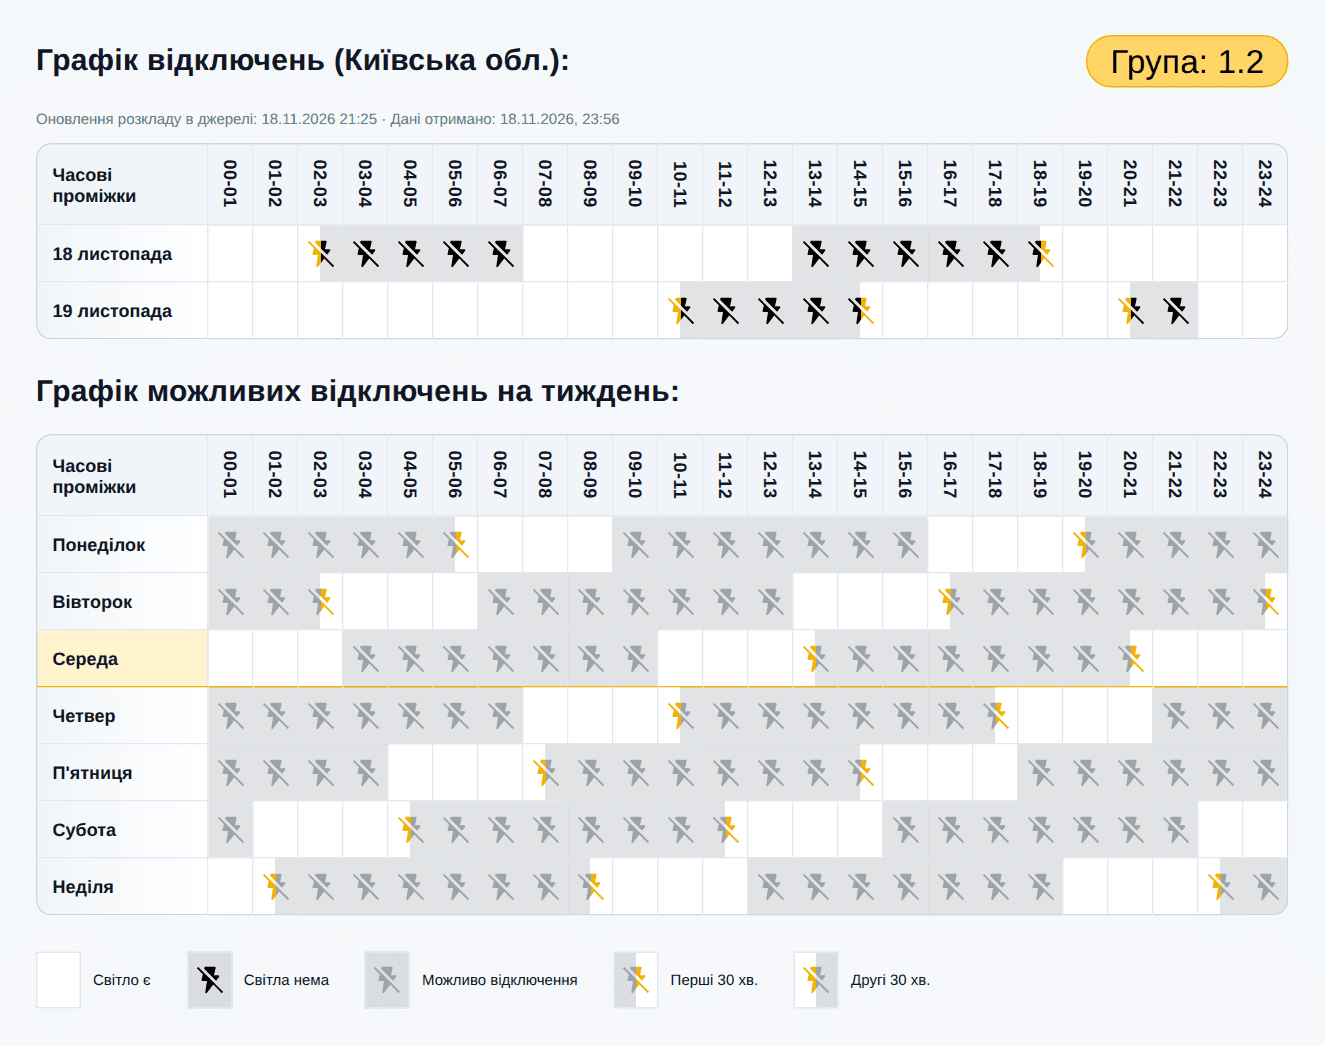 Графік відключень (Київська обл.):
Група: 1.2
Оновлення розкладу в джерелі: 18.11.2026 21:25 · Дані отримано: 18.11.2026, 23:56
Часові
проміжки
00-01 01-02 02-03 03-04 04-05 05-06 06-07 07-08 08-09 09-10 10-11 11-12 12-13 13-14 14-15 15-16 16-17 17-18 18-19 19-20 20-21 21-22 22-23 23-24
18 листопада
19 листопада
Графік можливих відключень на тиждень:
Часові
проміжки
00-01 01-02 02-03 03-04 04-05 05-06 06-07 07-08 08-09 09-10 10-11 11-12 12-13 13-14 14-15 15-16 16-17 17-18 18-19 19-20 20-21 21-22 22-23 23-24
Понеділок
Вівторок
Середа
Четвер
П'ятниця
Субота
Неділя
Світло є
Світла нема
Можливо відключення
Перші 30 хв.
Другі 30 хв.